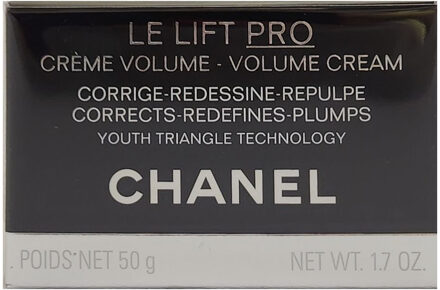 LE LIFT PRO
CRÈME VOLUME - VOLUME CREAM
CORRIGE-REDESSINE-REPULPE
CORRECTS-REDEFINES-PLUMPS
YOUTH TRIANGLE TECHNOLOGY
CHANEL
POIDS NET 50 g NET WT. 1.7 OZ.